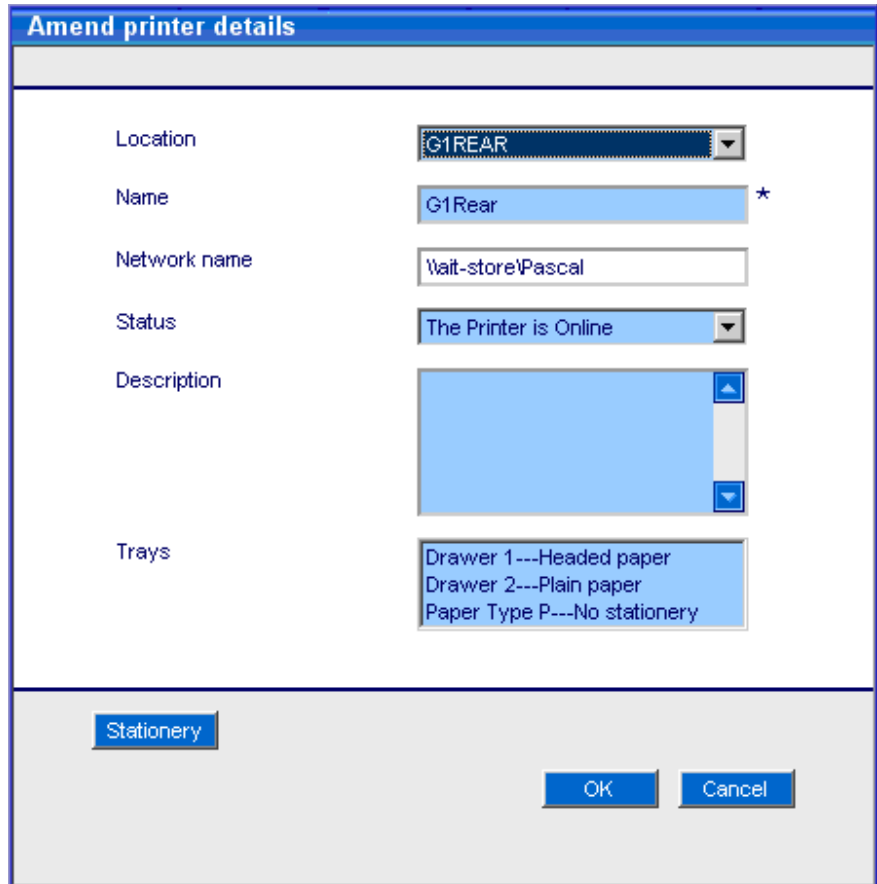 Amend printer details
Location
G1REAR
Name
G1Rear
*
Network name
\\ait-store\Pascal
Status
The Printer is Online
Description
Trays
Drawer 1---Headed paper
Drawer 2---Plain paper
Paper Type P---No stationery
Stationery
OK
Cancel